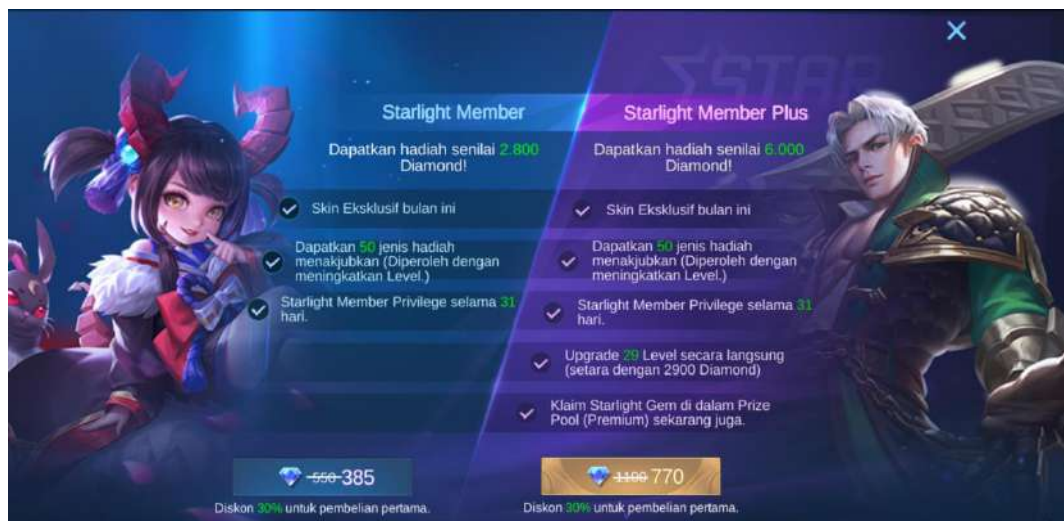 STAR
Starlight Member
Dapatkan hadiah senilai 2.800
Diamond!
Skin Eksklusif bulan ini
Dapatkan 50 jenis hadiah
menakjubkan (Diperoleh dengan
meningkatkan Level.)
Starlight Member Privilege selama 31
hari.
550 385
Diskon 30% untuk pembelian pertama.
Starlight Member Plus
Dapatkan hadiah senilai 6.000
Diamond!
Skin Eksklusif bulan ini
Dapatkan 50 jenis hadiah
menakjubkan (Diperoleh dengan
meningkatkan Level.)
Starlight Member Privilege selama 31
hari.
Upgrade 29 Level secara langsung
(setara dengan 2900 Diamond)
Klaim Starlight Gem di dalam Prize
Pool (Premium) sekarang juga.
1100 770
Diskon 30% untuk pembelian pertama.